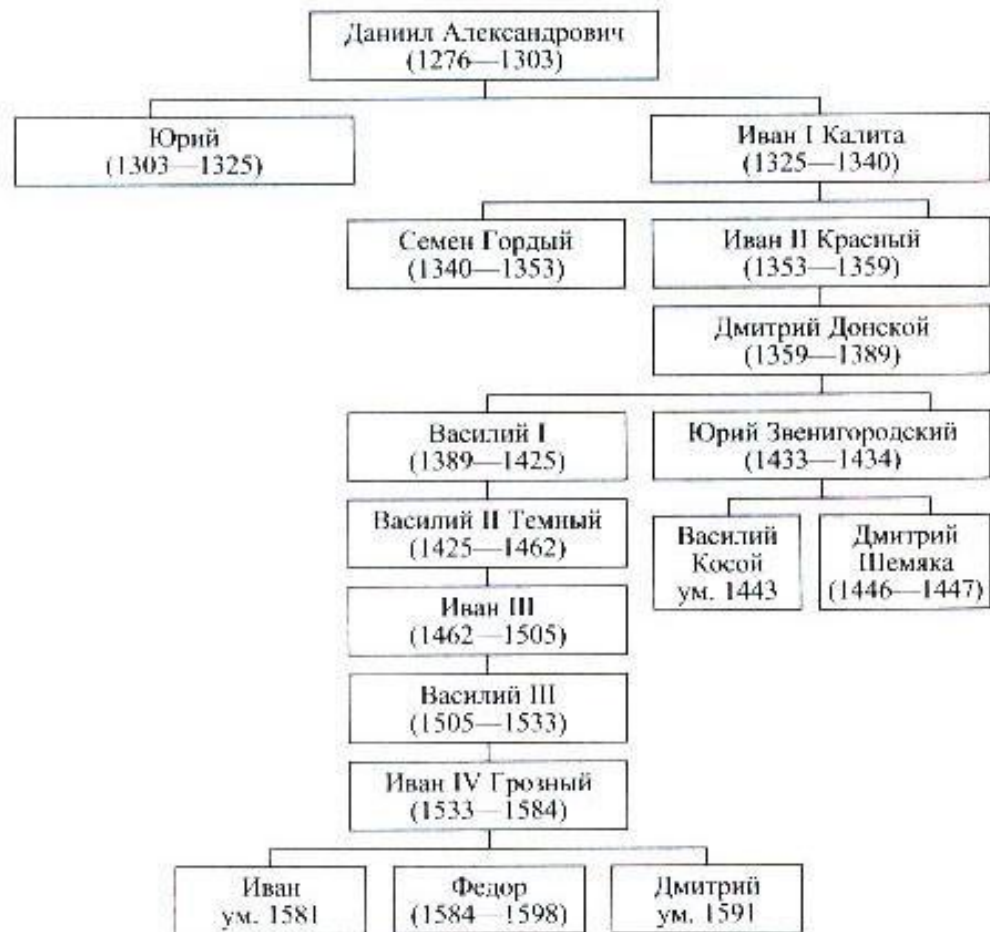 Даниил Александрович
(1276—1303)
Юрий
(1303—1325)
Иван I Калита
(1325—1340)
Семен Гордый
(1340—1353)
Иван II Красный
(1353—1359)
Дмитрий Донской
(1359—1389)
Василий I
(1389—1425)
Юрий Звенигородский
(1433—1434)
Василий II Темный
(1425—1462)
Василий
Косой
ум. 1443
Дмитрий
Шемяка
(1446—1447)
Иван III
(1462—1505)
Василий III
(1505—1533)
Иван IV Грозный
(1533—1584)
Иван
ум. 1581
Федор
(1584—1598)
Дмитрий
ум. 1591